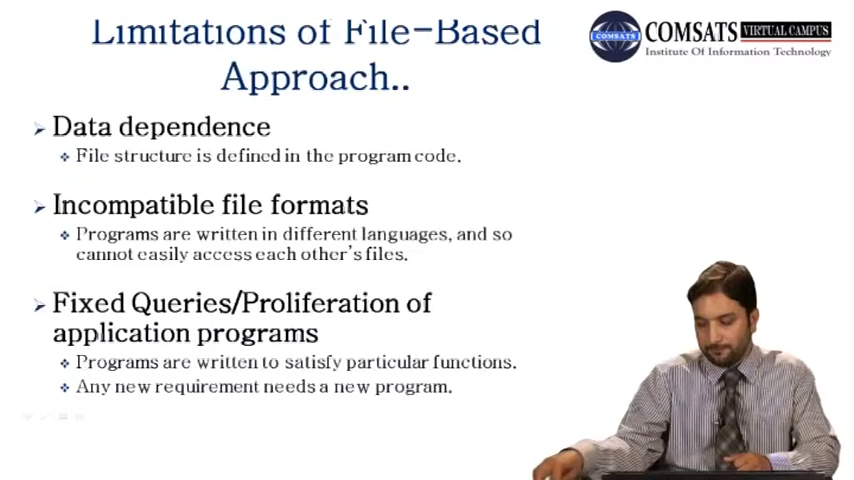 Limitations of File-Based
Approach..
COMSATS VIRTUAL CAMPUS
Institute Of Information Technology
COMSATS
➢ Data dependence
❖ File structure is defined in the program code.
➢ Incompatible file formats
❖ Programs are written in different languages, and so
cannot easily access each other's files.
➢ Fixed Queries/Proliferation of
application programs
❖ Programs are written to satisfy particular functions.
❖ Any new requirement needs a new program.